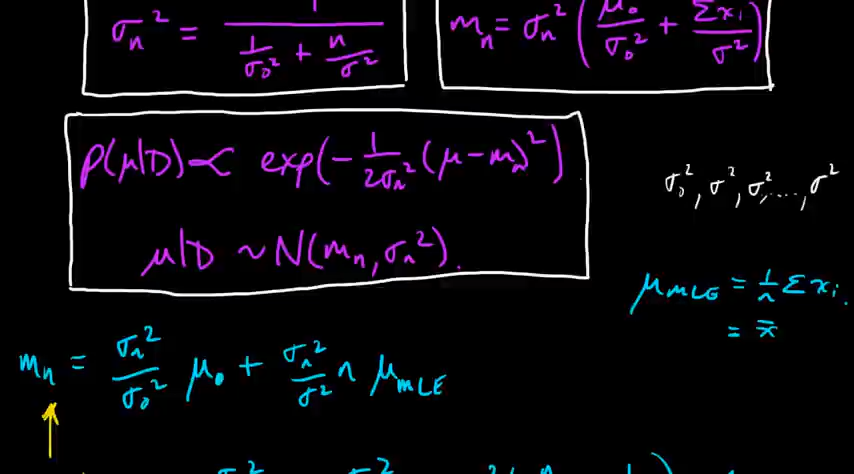 σₙ² = 1 / (1/σ₀² + n/σ²)
mₙ = σₙ² (μ₀/σ₀² + Σxᵢ/σ²)
P(μ|D) ∝ exp(-1/2σₙ² (μ-mₙ)²)
σ₀², σ², σ², ..., σ²
μ|D ~ N(mₙ, σₙ²).
μMLE = 1/n Σxᵢ.
= x̄
mₙ = σₙ²/σ₀² μ₀ + σₙ²/σ² n μMLE